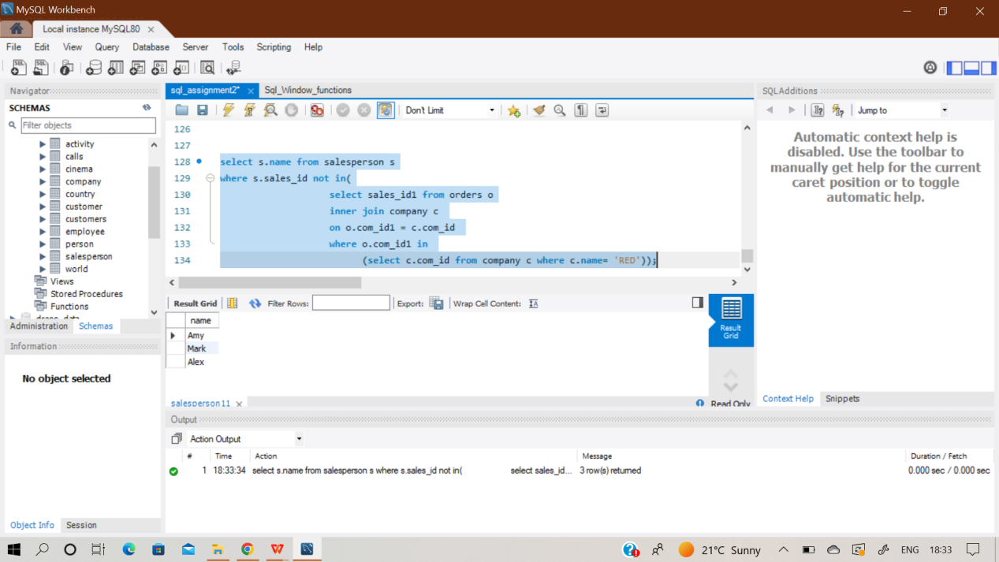 MySQL Workbench
Local instance MySQL80
File Edit View Query Database Server Tools Scripting Help
Navigator
SCHEMAS
Filter objects
activity
calls
cinema
company
country
customer
customers
employee
person
salesperson
world
Views
Stored Procedures
Functions
Administration Schemas
Information
No object selected
Object Info Session
sql_assignment2* Sql_Window_functions
Don't Limit
126
127
128 select s.name from salesperson s
129 where s.sales_id not in(
130 select sales_id1 from orders o
131 inner join company c
132 on o.com_id1 = c.com_id
133 where o.com_id1 in
134 (select c.com_id from company c where c.name= 'RED'));
Result Grid Filter Rows: Export: Wrap Cell Content:
name
Amy
Mark
Alex
Result
Grid
salesperson 11 Read Only
Output
Action Output
# Time Action Message Duration / Fetch
1 18:33:34 select s.name from salesperson s where s.sales_id not in( select sales_id... 3 row(s) returned 0.000 sec / 0.000 sec
SQLAdditions
Jump to
Automatic context help is
disabled. Use the toolbar to
manually get help for the current
caret position or to toggle
automatic help.
Context Help Snippets
21°C Sunny ENG 18:33